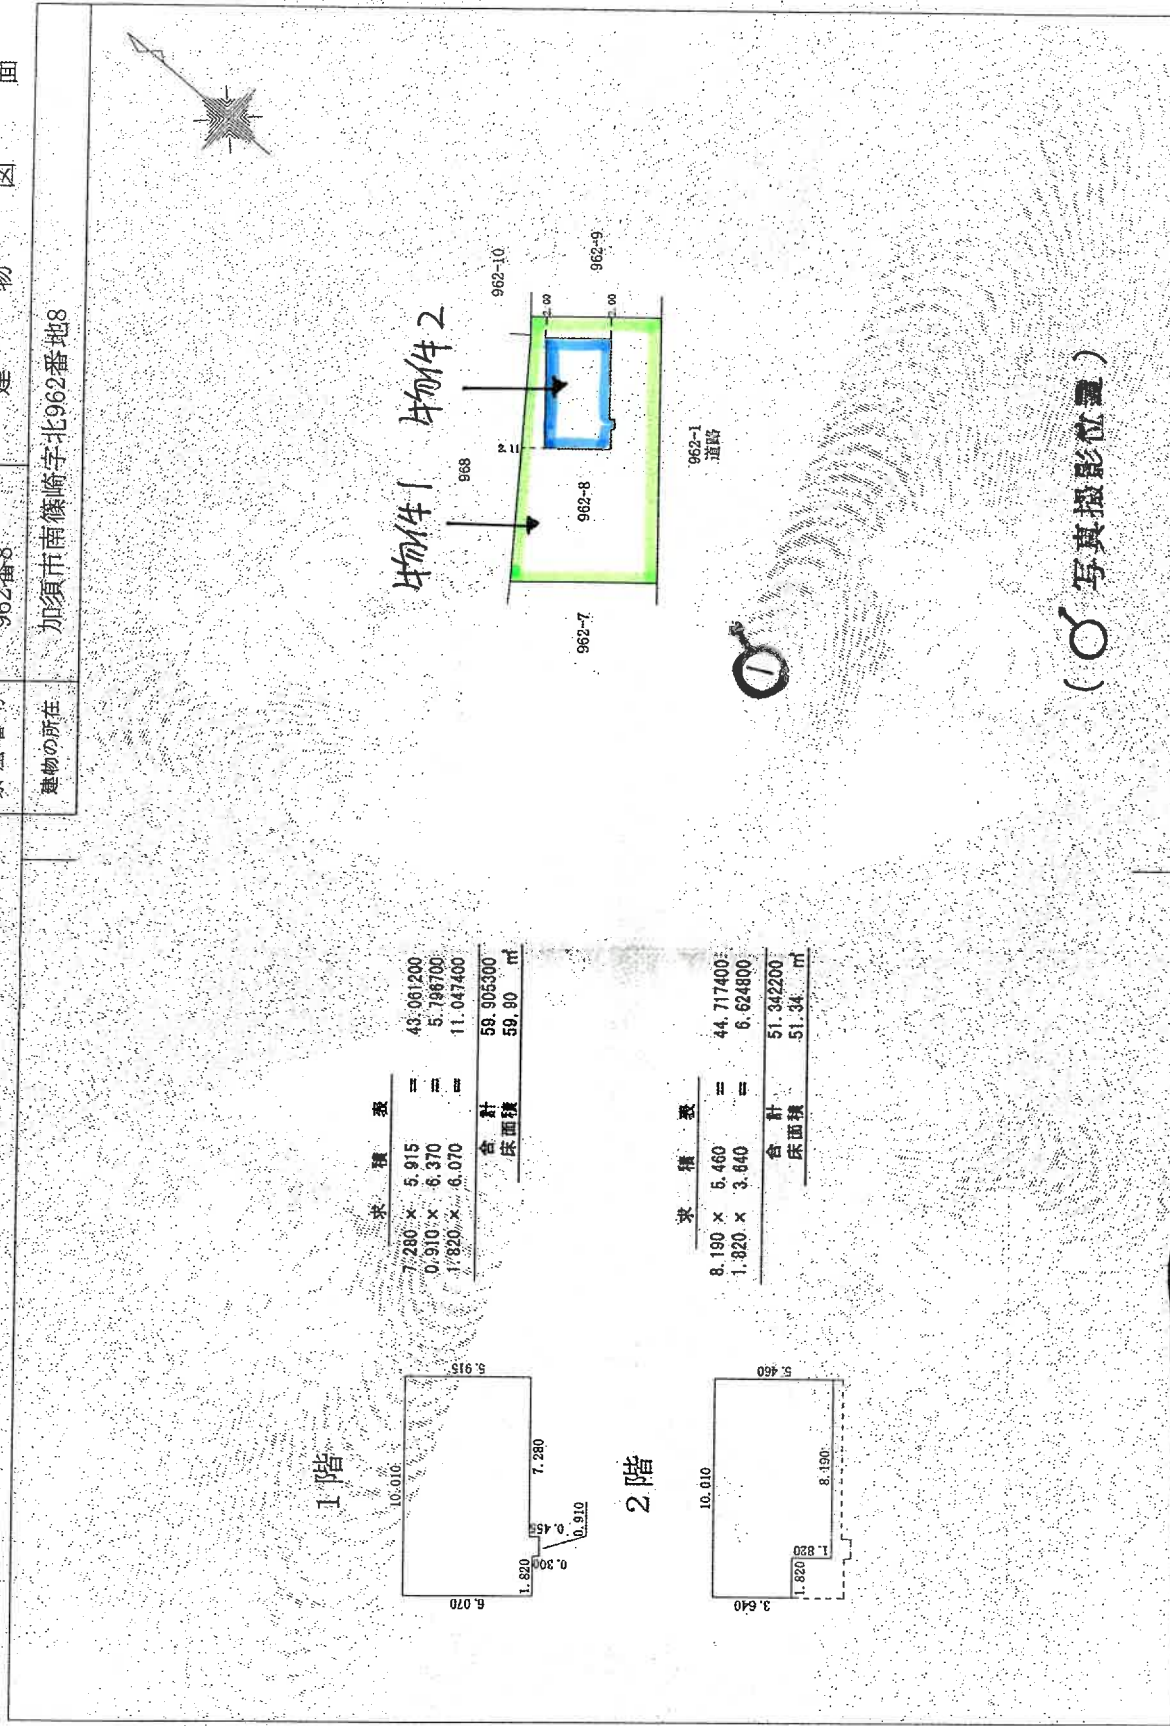 建物図面
962番8
建物の所在
加須市南篠崎字北962番地8
1階
10.010
5.915
6.070
7.280
0.455
0.910
0.300
1.820
求積表
7.280 × 5.915 = 43.061200
0.910 × 6.370 = 5.796700
1.820 × 6.070 = 11.047400
合計 59.905300
床面積 59.90 ㎡
2階
10.010
5.460
3.640
8.190
1.820
1.820
求積表
8.190 × 5.460 = 44.717400
1.820 × 3.640 = 6.624800
合計 51.342200
床面積 51.34 ㎡
物件1
物件2
968
962-10
962-9
2.00
2.00
2.11
962-8
962-7
962-1
道路
1
(写真撮影位置)